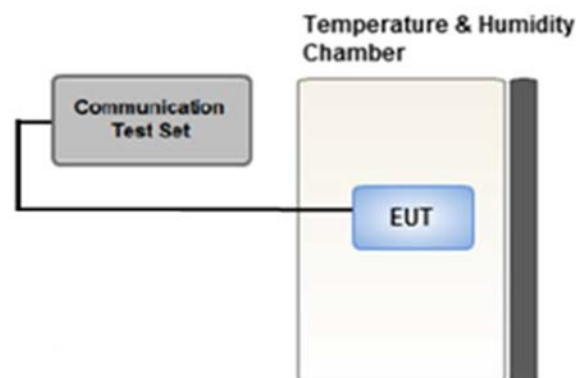 Temperature & Humidity
Chamber
Communication
Test Set
EUT